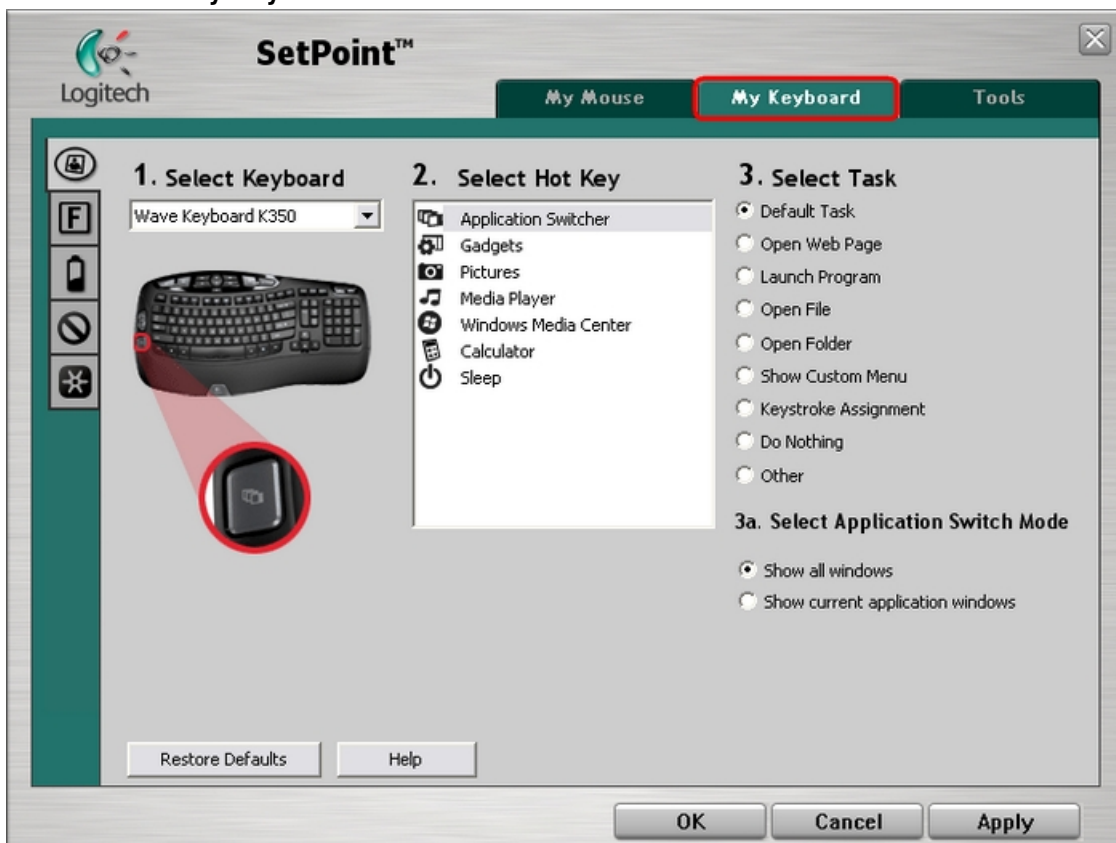 SetPoint™
Logitech
My Mouse
My Keyboard
Tools
1. Select Keyboard
Wave Keyboard K350
2. Select Hot Key
Application Switcher
Gadgets
Pictures
Media Player
Windows Media Center
Calculator
Sleep
3. Select Task
Default Task
Open Web Page
Launch Program
Open File
Open Folder
Show Custom Menu
Keystroke Assignment
Do Nothing
Other
3a. Select Application Switch Mode
Show all windows
Show current application windows
Restore Defaults
Help
OK
Cancel
Apply